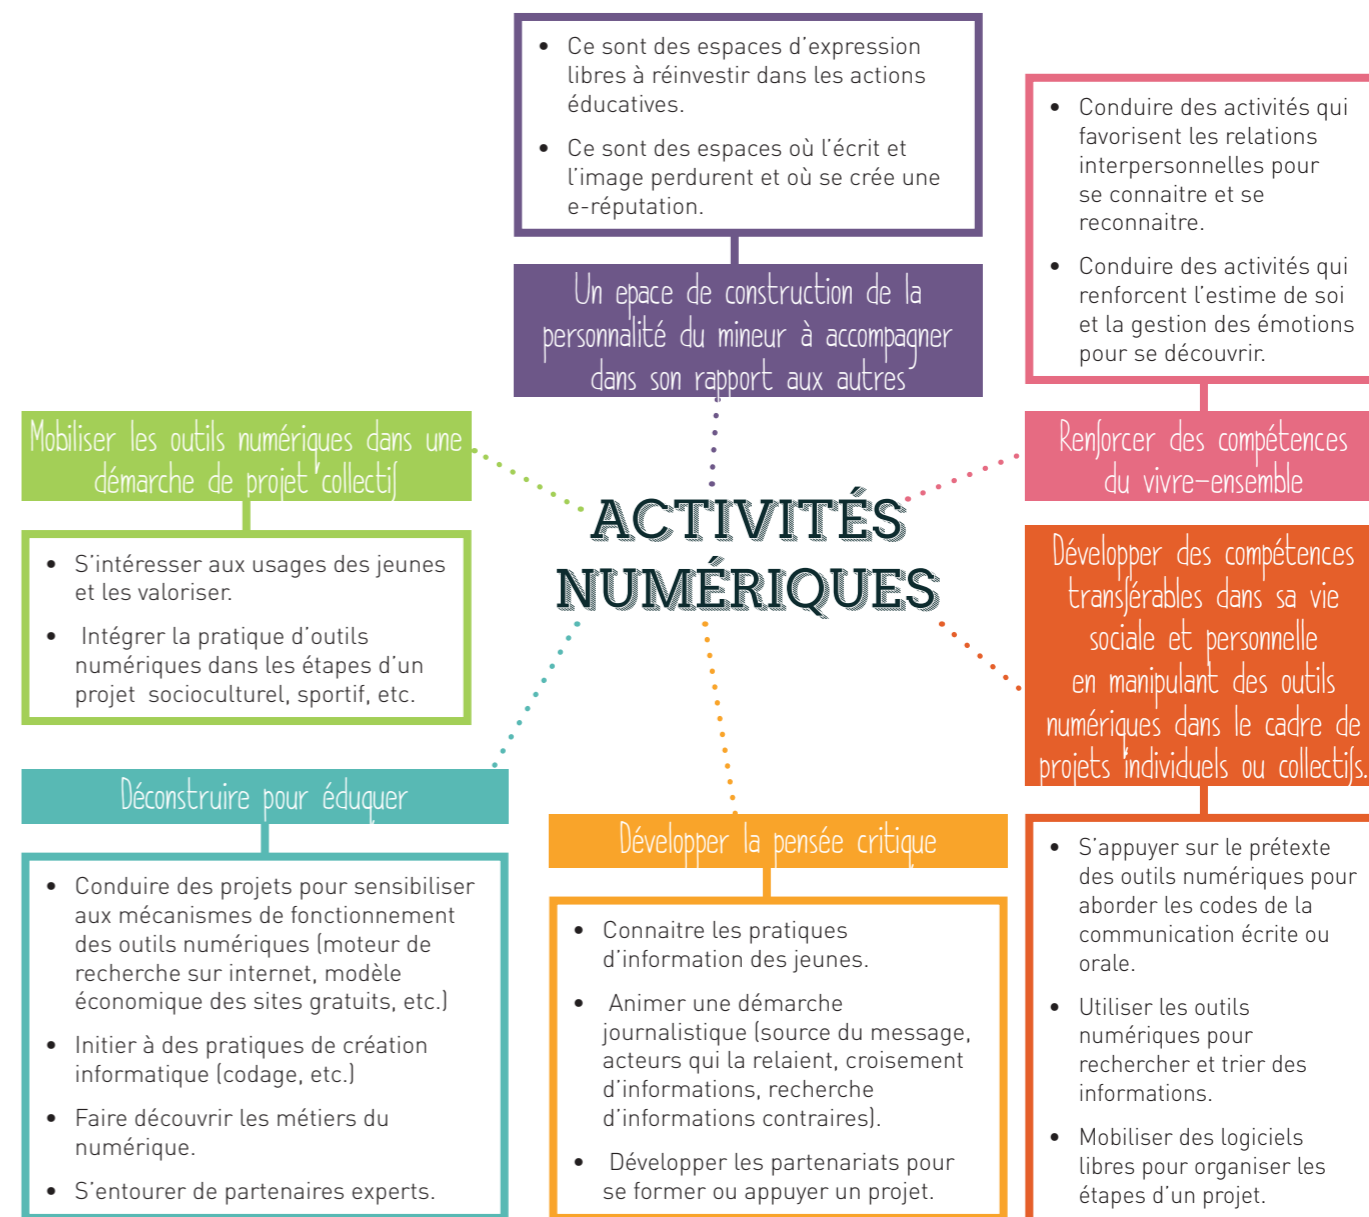 • Ce sont des espaces d'expression
libres à réinvestir dans les actions
éducatives.
• Ce sont des espaces où l'écrit et
l'image perdurent et où se crée une
e-réputation.
Un epace de construction de la
personnalité du mineur à accompagner
dans son rapport aux autres
• Conduire des activités qui
favorisent les relations
interpersonnelles pour
se connaitre et se
reconnaitre.
• Conduire des activités qui
renforcent l'estime de soi
et la gestion des émotions
pour se découvrir.
Renforcer des compétences
du vivre-ensemble
Mobiliser les outils numériques dans une
démarche de projet collectif
• S'intéresser aux usages des jeunes
et les valoriser.
• Intégrer la pratique d'outils
numériques dans les étapes d'un
projet socioculturel, sportif, etc.
ACTIVITÉS
NUMÉRIQUES
Développer des compétences
transférables dans sa vie
sociale et personnelle
en manipulant des outils
numériques dans le cadre de
projets individuels ou collectifs.
• S'appuyer sur le prétexte
des outils numériques pour
aborder les codes de la
communication écrite ou
orale.
• Utiliser les outils
numériques pour
rechercher et trier des
informations.
• Mobiliser des logiciels
libres pour organiser les
étapes d'un projet.
Déconstruire pour éduquer
• Conduire des projets pour sensibiliser
aux mécanismes de fonctionnement
des outils numériques (moteur de
recherche sur internet, modèle
économique des sites gratuits, etc.)
• Initier à des pratiques de création
informatique (codage, etc.)
• Faire découvrir les métiers du
numérique.
• S'entourer de partenaires experts.
Développer la pensée critique
• Connaitre les pratiques
d'information des jeunes.
• Animer une démarche
journalistique (source du message,
acteurs qui la relaient, croisement
d'informations, recherche
d'informations contraires).
• Développer les partenariats pour
se former ou appuyer un projet.